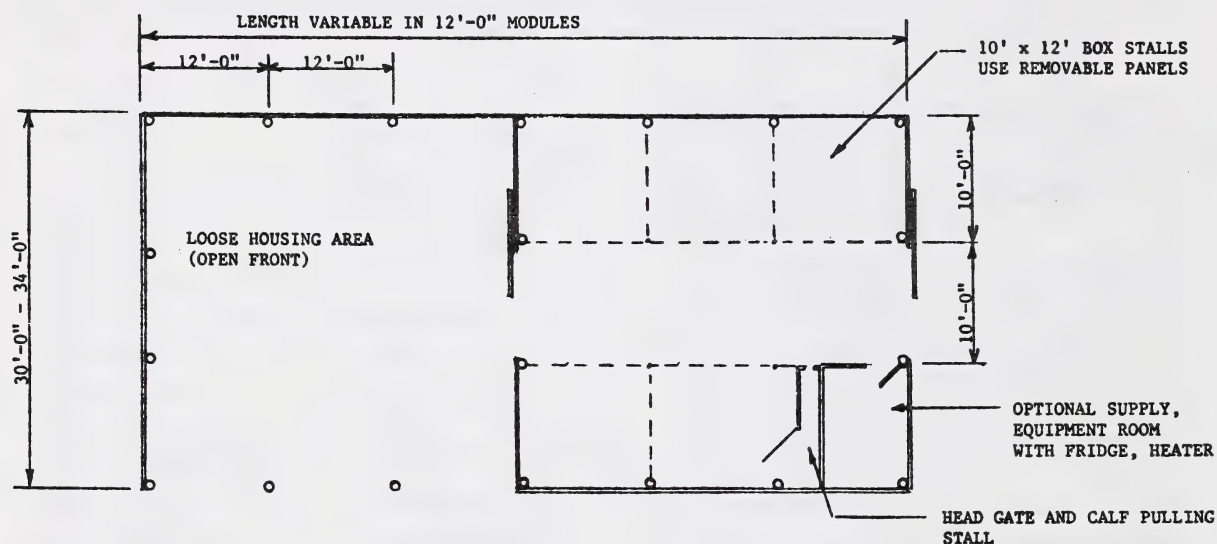 LENGTH VARIABLE IN 12'-0" MODULES
12'-0"
12'-0"
10' x 12' BOX STALLS
USE REMOVABLE PANELS
30'-0" - 34'-0"
10'-0"
LOOSE HOUSING AREA
(OPEN FRONT)
10'-0"
OPTIONAL SUPPLY,
EQUIPMENT ROOM
WITH FRIDGE, HEATER
HEAD GATE AND CALF PULLING
STALL